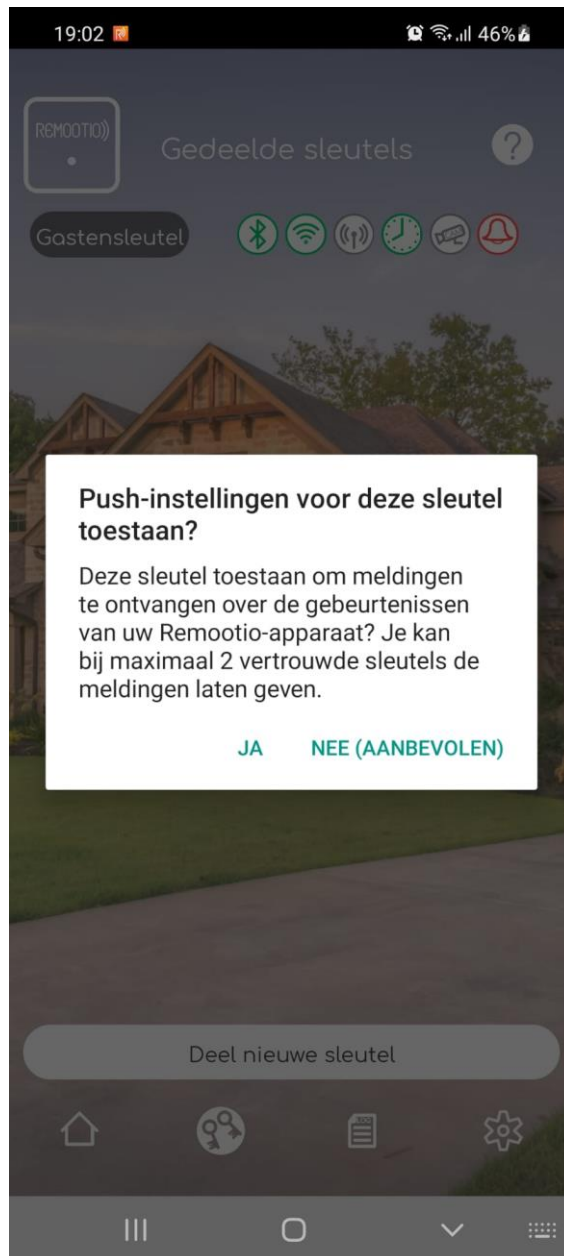 19:02
46%
REMOOTIO
Gedeelde sleutels
?
Gastensleutel
Push-instellingen voor deze sleutel
toestaan?
Deze sleutel toestaan om meldingen
te ontvangen over de gebeurtenissen
van uw Remootio-apparaat? Je kan
bij maximaal 2 vertrouwde sleutels de
meldingen laten geven.
JA NEE (AANBEVOLEN)
Deel nieuwe sleutel